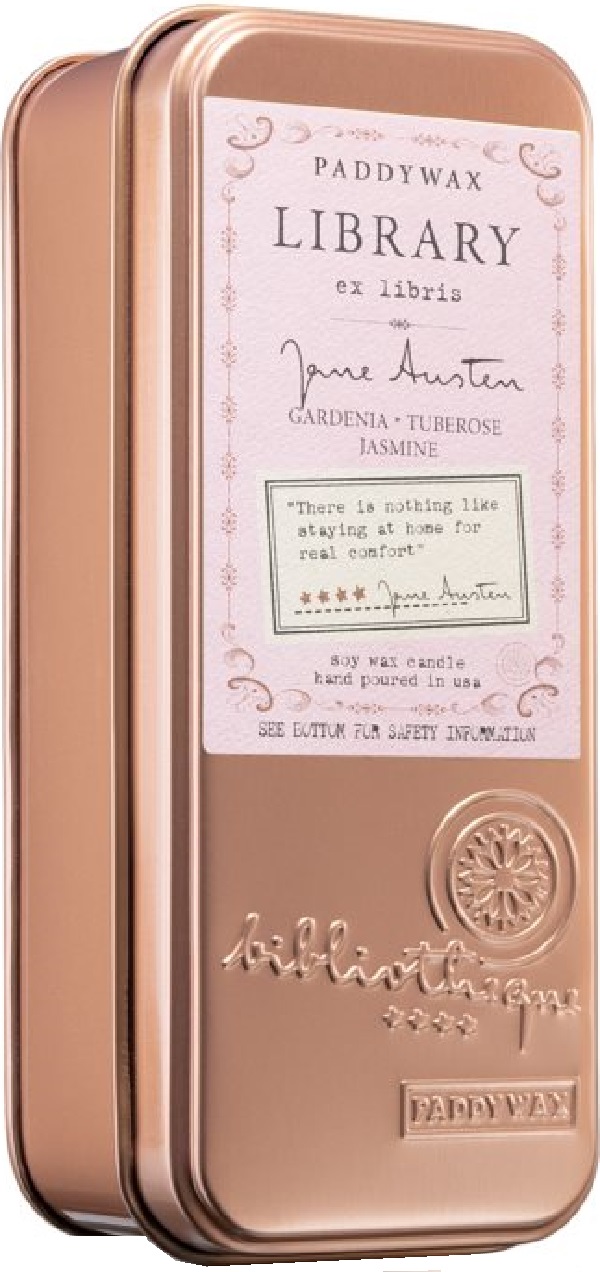 PADDYWAX
LIBRARY
ex libris
Jane Austen
GARDENIA • TUBEROSE
JASMINE
"There is nothing like
staying at home for
real comfort"
**** Jane Austen
soy wax candle
hand poured in usa
SEE BOTTOM FOR SAFETY INFORMATION
bibliothèque
PADDYWAX